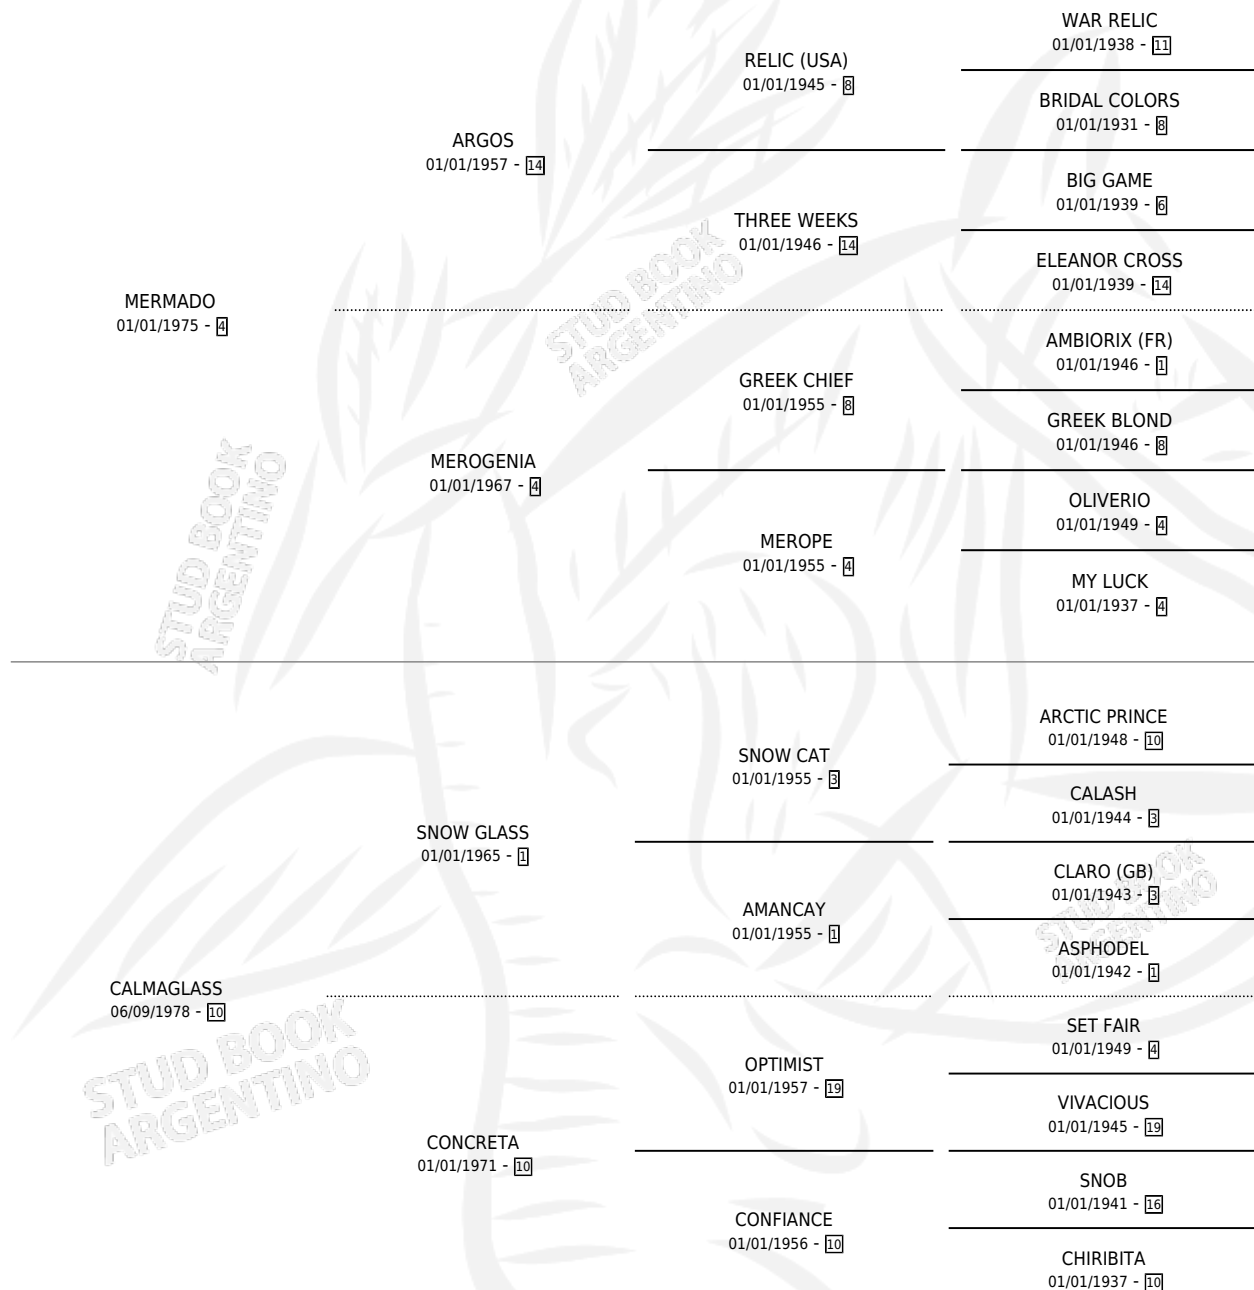 MERMADO
01/01/1975 - 4
ARGOS
01/01/1957 - 14
MEROGENIA
01/01/1967 - 4
RELIC (USA)
01/01/1945 - 8
THREE WEEKS
01/01/1946 - 14
GREEK CHIEF
01/01/1955 - 8
MEROPE
01/01/1955 - 4
WAR RELIC
01/01/1938 - 11
BRIDAL COLORS
01/01/1931 - 8
BIG GAME
01/01/1939 - 6
ELEANOR CROSS
01/01/1939 - 14
AMBIORIX (FR)
01/01/1946 - 1
GREEK BLOND
01/01/1946 - 8
OLIVERIO
01/01/1949 - 4
MY LUCK
01/01/1937 - 4
STUD BOOK
ARGENTINO
STUD BOOK
ARGENTINO
CALMAGLASS
06/09/1978 - 10
SNOW GLASS
01/01/1965 - 1
CONCRETA
01/01/1971 - 10
SNOW CAT
01/01/1955 - 3
AMANCAY
01/01/1955 - 1
OPTIMIST
01/01/1957 - 19
CONFIANCE
01/01/1956 - 10
ARCTIC PRINCE
01/01/1948 - 10
CALASH
01/01/1944 - 3
CLARO (GB)
01/01/1943 - 3
ASPHODEL
01/01/1942 - 1
SET FAIR
01/01/1949 - 4
VIVACIOUS
01/01/1945 - 19
SNOB
01/01/1941 - 16
CHIRIBITA
01/01/1937 - 10
STUD BOOK
ARGENTINO
STUD BOOK
ARGENTINO